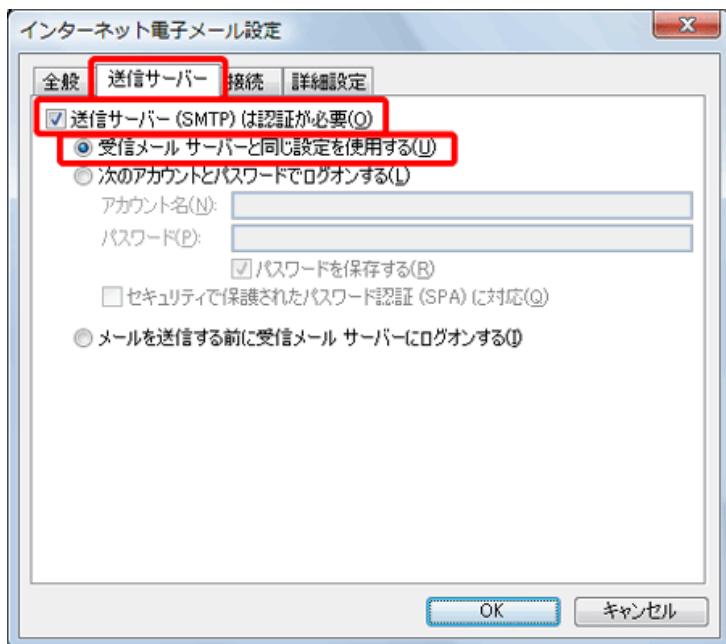 インターネット電子メール設定
全般 送信サーバー 接続 詳細設定
送信サーバー (SMTP) は認証が必要(O)
受信メール サーバーと同じ設定を使用する(U)
次のアカウントとパスワードでログオンする(L)
アカウント名(N):
パスワード(P):
パスワードを保存する(R)
セキュリティで保護されたパスワード認証 (SPA) に対応(Q)
メールを送信する前に受信メール サーバーにログオンする(I)
OK キャンセル